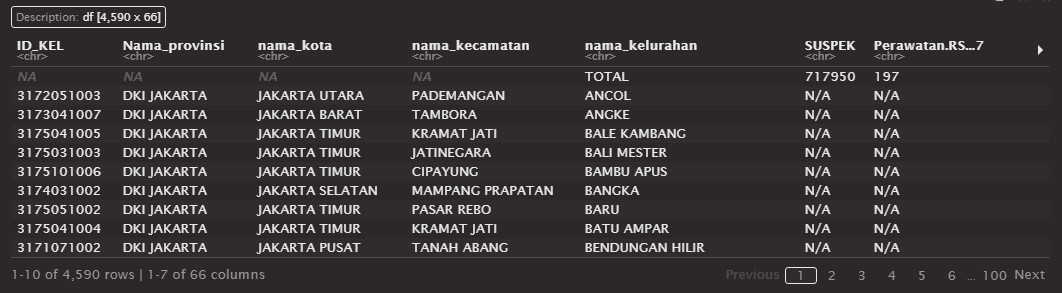 Description: df [4,590 x 66]
ID_KEL Nama_provinsi nama_kota nama_kecamatan nama_kelurahan SUSPEK Perawatan.RS...7
<chr> <chr> <chr> <chr> <chr> <chr> <chr>
NA NA NA NA TOTAL 717950 197
3172051003 DKI JAKARTA JAKARTA UTARA PADEMANGAN ANCOL N/A N/A
3173041007 DKI JAKARTA JAKARTA BARAT TAMBORA ANGKE N/A N/A
3175041005 DKI JAKARTA JAKARTA TIMUR KRAMAT JATI BALE KAMBANG N/A N/A
3175031003 DKI JAKARTA JAKARTA TIMUR JATINEGARA BALI MESTER N/A N/A
3175101006 DKI JAKARTA JAKARTA TIMUR CIPAYUNG BAMBU APUS N/A N/A
3174031002 DKI JAKARTA JAKARTA SELATAN MAMPANG PRAPATAN BANGKA N/A N/A
3175051002 DKI JAKARTA JAKARTA TIMUR PASAR REBO BARU N/A N/A
3175041004 DKI JAKARTA JAKARTA TIMUR KRAMAT JATI BATU AMPAR N/A N/A
3171071002 DKI JAKARTA JAKARTA PUSAT TANAH ABANG BENDUNGAN HILIR N/A N/A
1-10 of 4,590 rows | 1-7 of 66 columns Previous 1 2 3 4 5 6 ... 100 Next